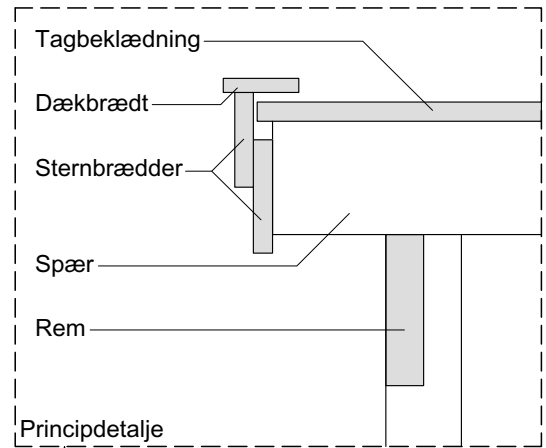 Tagbeklædning
Dækbrædt
Sternbrædder
Spær
Rem
Principdetalje